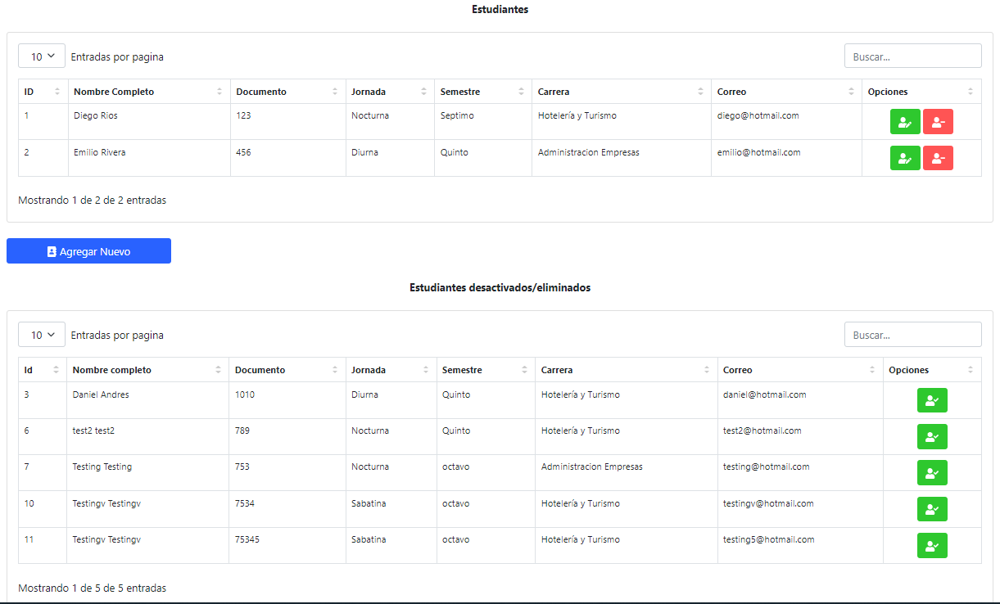 Estudiantes
10 Entradas por pagina Buscar...
ID Nombre Completo Documento Jornada Semestre Carrera Correo Opciones
1 Diego Rios 123 Nocturna Septimo Hotelería y Turismo diego@hotmail.com
2 Emilio Rivera 456 Diurna Quinto Administracion Empresas emilio@hotmail.com
Mostrando 1 de 2 de 2 entradas
Agregar Nuevo
Estudiantes desactivados/eliminados
10 Entradas por pagina Buscar...
Id Nombre completo Documento Jornada Semestre Carrera Correo Opciones
3 Daniel Andres 1010 Diurna Quinto Hotelería y Turismo daniel@hotmail.com
6 test2 test2 789 Nocturna Quinto Hotelería y Turismo test2@hotmail.com
7 Testing Testing 753 Nocturna octavo Administracion Empresas testing@hotmail.com
10 Testingv Testingv 7534 Sabatina octavo Hotelería y Turismo testingv@hotmail.com
11 Testingv Testingv 75345 Sabatina octavo Hotelería y Turismo testing5@hotmail.com
Mostrando 1 de 5 de 5 entradas